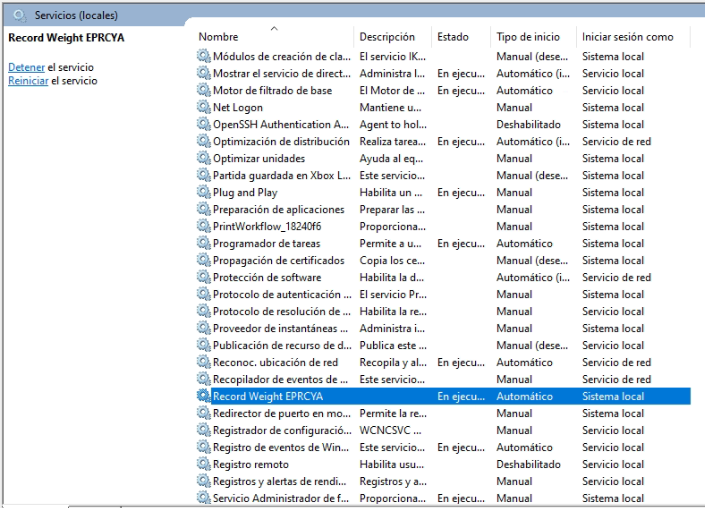 Servicios (locales)
Record Weight EPRCYA
Detener el servicio
Reiniciar el servicio
Nombre Descripción Estado Tipo de inicio Iniciar sesión como
Módulos de creación de cla... El servicio IK... Manual (dese... Sistema local
Mostrar el servicio de direct... Administra l... En ejecu... Automático (i... Servicio local
Motor de filtrado de base El Motor de ... En ejecu... Automático Servicio local
Net Logon Mantiene u... Manual Sistema local
OpenSSH Authentication A... Agent to hol... Deshabilitado Sistema local
Optimización de distribución Realiza tarea... En ejecu... Automático (i... Servicio de red
Optimizar unidades Ayuda al eq... Manual Sistema local
Partida guardada en Xbox L... Este servicio... Manual (dese... Sistema local
Plug and Play Habilita un ... En ejecu... Manual Sistema local
Preparación de aplicaciones Preparar las ... Manual Sistema local
PrintWorkflow_18240f6 Proporciona... Manual Sistema local
Programador de tareas Permite a u... En ejecu... Automático Sistema local
Propagación de certificados Copia los ce... Manual (dese... Sistema local
Protección de software Habilita la d... Automático (i... Servicio de red
Protocolo de autenticación ... El servicio Pr... Manual Sistema local
Protocolo de resolución de ... Habilita la re... Manual Servicio local
Proveedor de instantáneas ... Administra i... Manual Sistema local
Publicación de recurso de d... Publica este ... Manual (dese... Servicio local
Reconoc. ubicación de red Recopila y al... En ejecu... Automático Servicio de red
Recopilador de eventos de ... Este servicio... Manual Servicio de red
Record Weight EPRCYA En ejecu... Automático Sistema local
Redirector de puerto en mo... Permite la re... Manual Sistema local
Registrador de configuració... WCNCSVC ... Manual Servicio local
Registro de eventos de Win... Este servicio... En ejecu... Automático Servicio local
Registro remoto Habilita usu... Deshabilitado Servicio local
Registros y alertas de rendi... Registros y a... Manual Servicio local
Servicio Administrador de f... Proporciona... En ejecu... Manual Sistema local